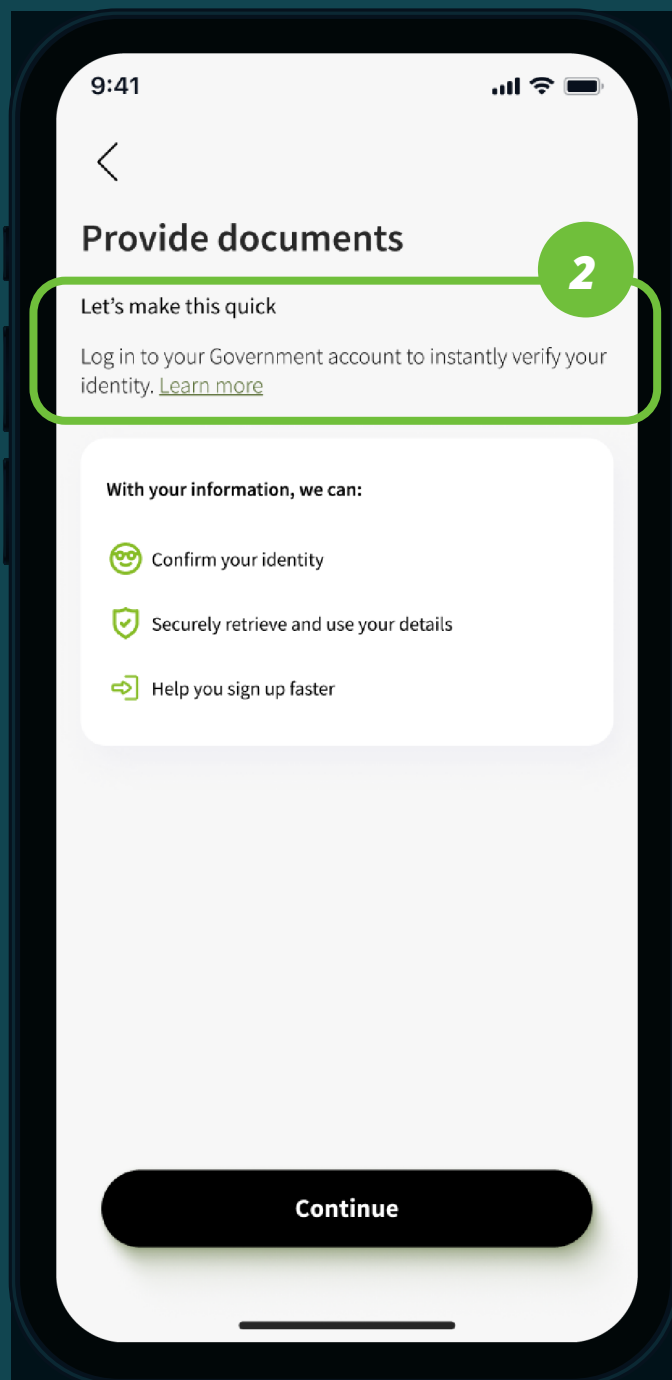 9:41
Provide documents
2
Let's make this quick
Log in to your Government account to instantly verify your
identity. Learn more
With your information, we can:
Confirm your identity
Securely retrieve and use your details
Help you sign up faster
Continue